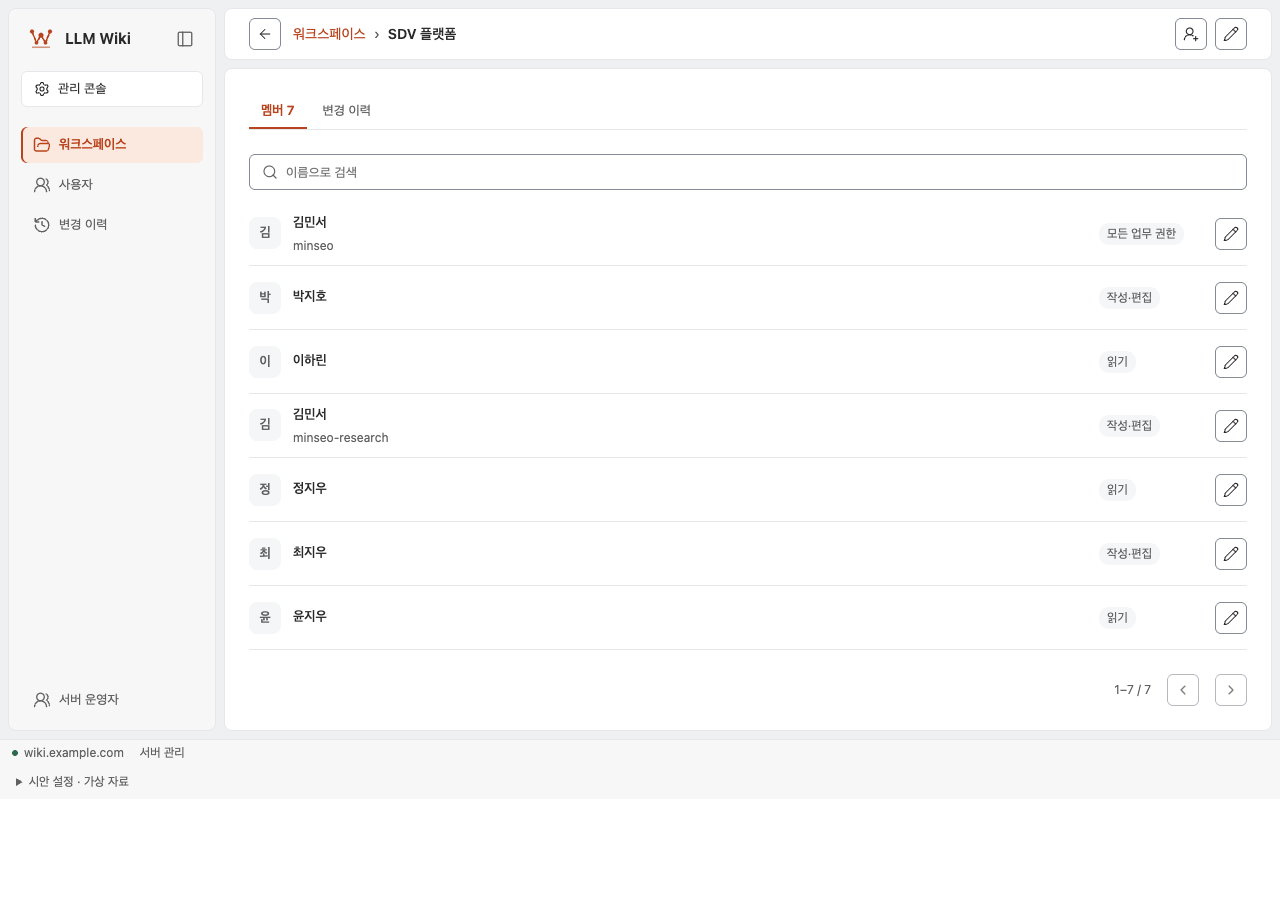 LLM Wiki
관리 콘솔
워크스페이스
사용자
변경 이력
서버 운영자
워크스페이스 › SDV 플랫폼
멤버 7 변경 이력
이름으로 검색
김 김민서 모든 업무 권한
minseo
박 박지호 작성·편집
이 이하린 읽기
김 김민서 작성·편집
minseo-research
정 정지우 읽기
최 최지우 작성·편집
윤 윤지우 읽기
1–7 / 7
wiki.example.com 서버 관리
시안 설정 · 가상 자료